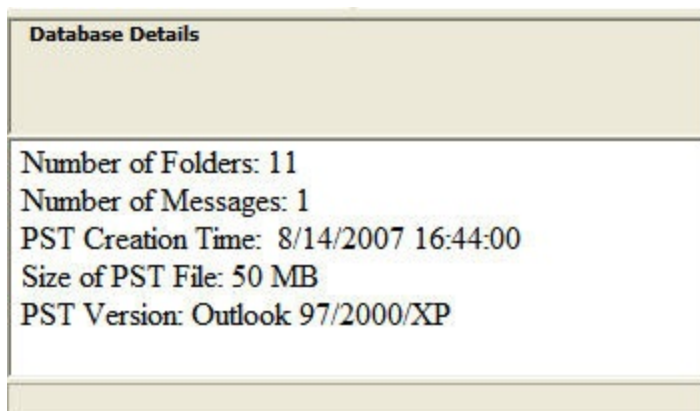 Database Details
Number of Folders: 11
Number of Messages: 1
PST Creation Time: 8/14/2007 16:44:00
Size of PST File: 50 MB
PST Version: Outlook 97/2000/XP